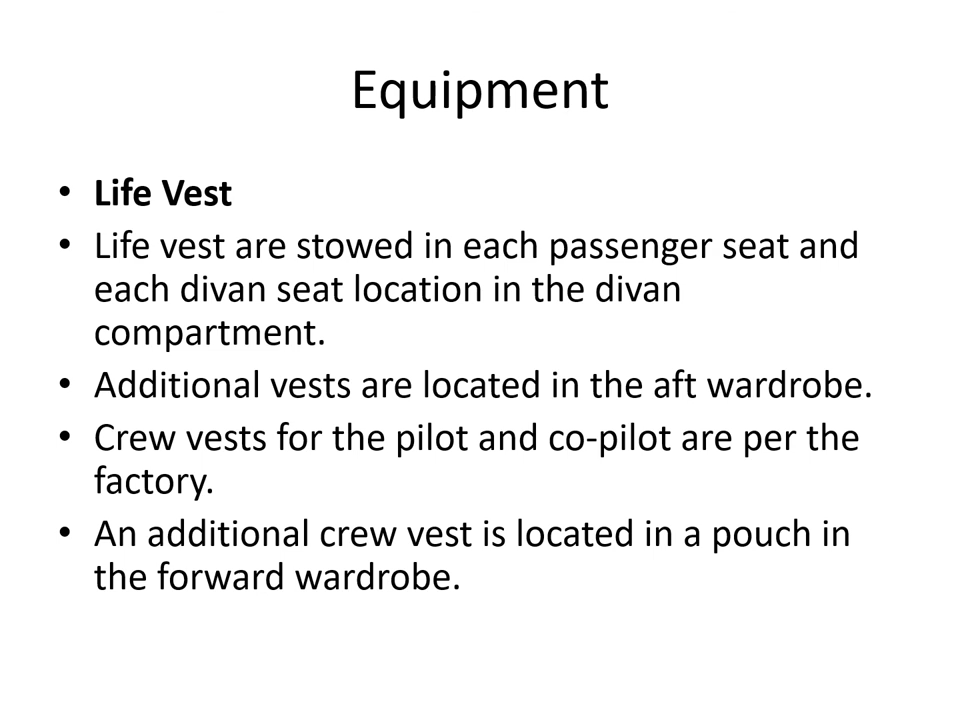 Equipment
• Life Vest
• Life vest are stowed in each passenger seat and
each divan seat location in the divan
compartment.
• Additional vests are located in the aft wardrobe.
• Crew vests for the pilot and co-pilot are per the
factory.
• An additional crew vest is located in a pouch in
the forward wardrobe.